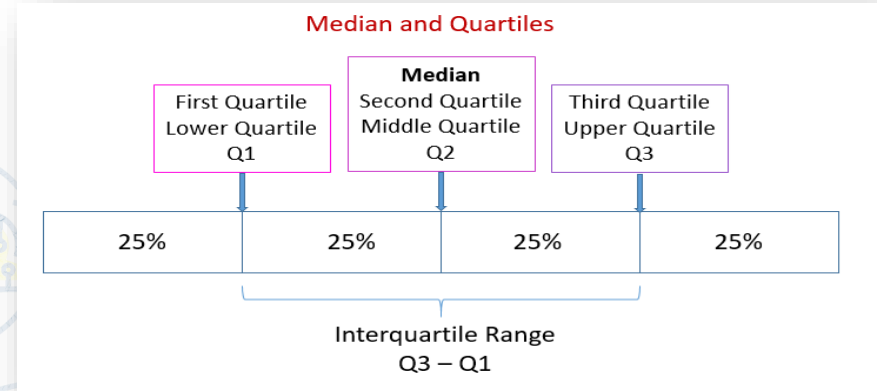 Median and Quartiles
First Quartile
Lower Quartile
Q1
Median
Second Quartile
Middle Quartile
Q2
Third Quartile
Upper Quartile
Q3
25%
25%
25%
25%
Interquartile Range
Q3 – Q1